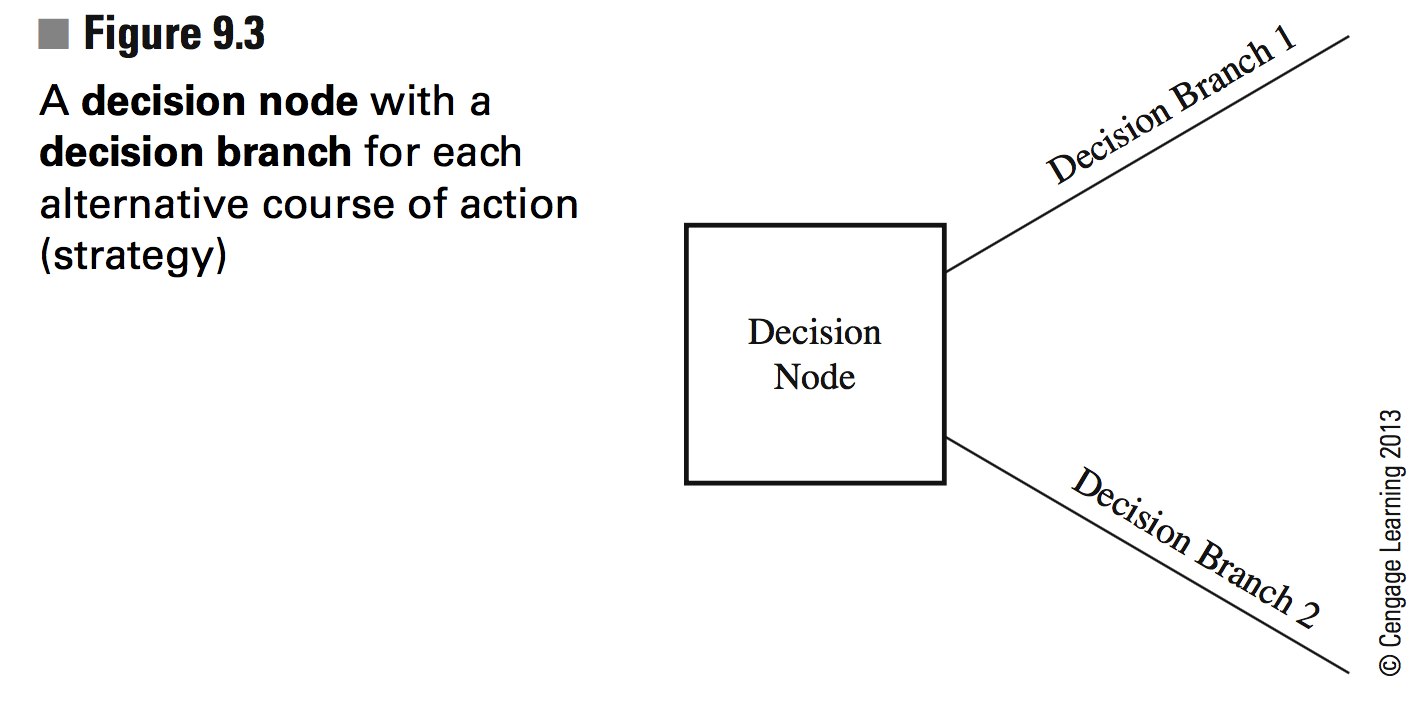 Figure 9.3
A decision node with a
decision branch for each
alternative course of action
(strategy)
Decision Branch 1
Decision
Node
Decision Branch 2
© Cengage Learning 2013